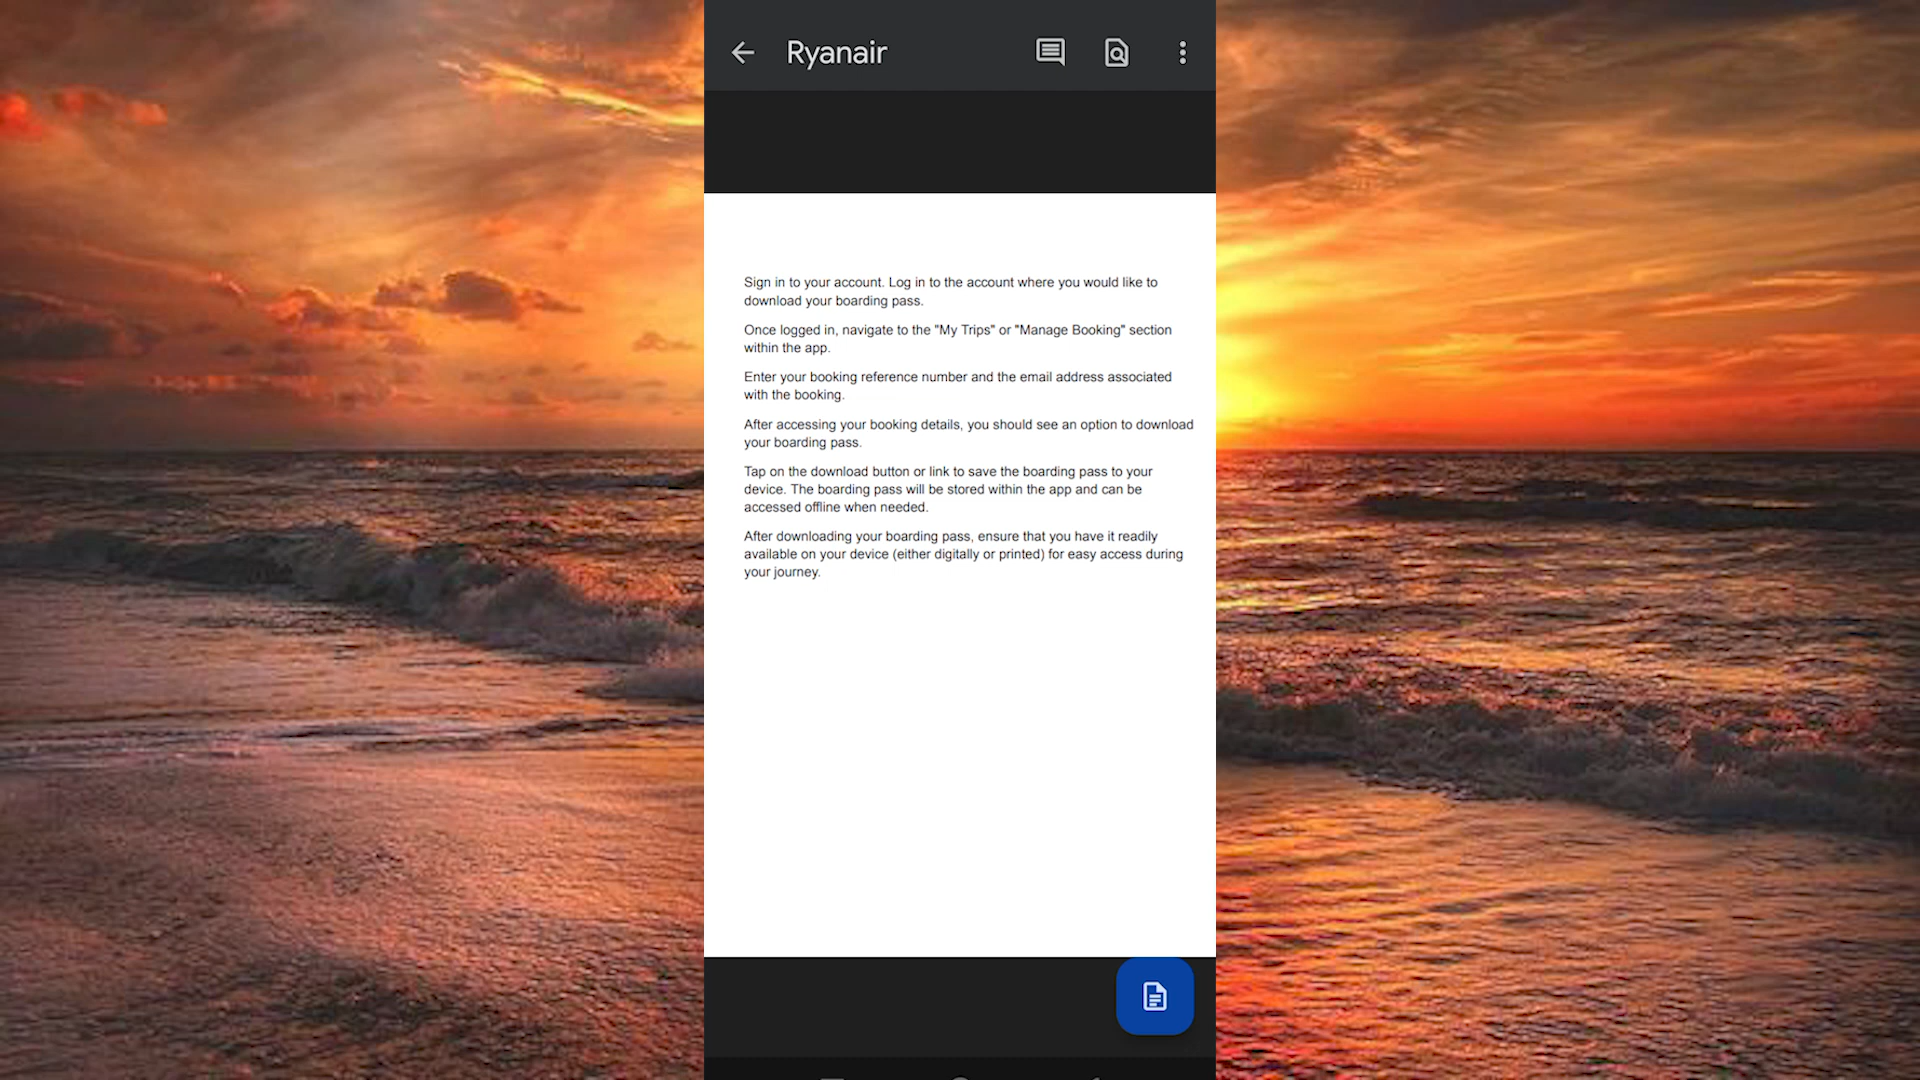 Ryanair
Sign in to your account. Log in to the account where you would like to
download your boarding pass.
Once logged in, navigate to the "My Trips" or "Manage Booking" section
within the app.
Enter your booking reference number and the email address associated
with the booking.
After accessing your booking details, you should see an option to download
your boarding pass.
Tap on the download button or link to save the boarding pass to your
device. The boarding pass will be stored within the app and can be
accessed offline when needed.
After downloading your boarding pass, ensure that you have it readily
available on your device (either digitally or printed) for easy access during
your journey.